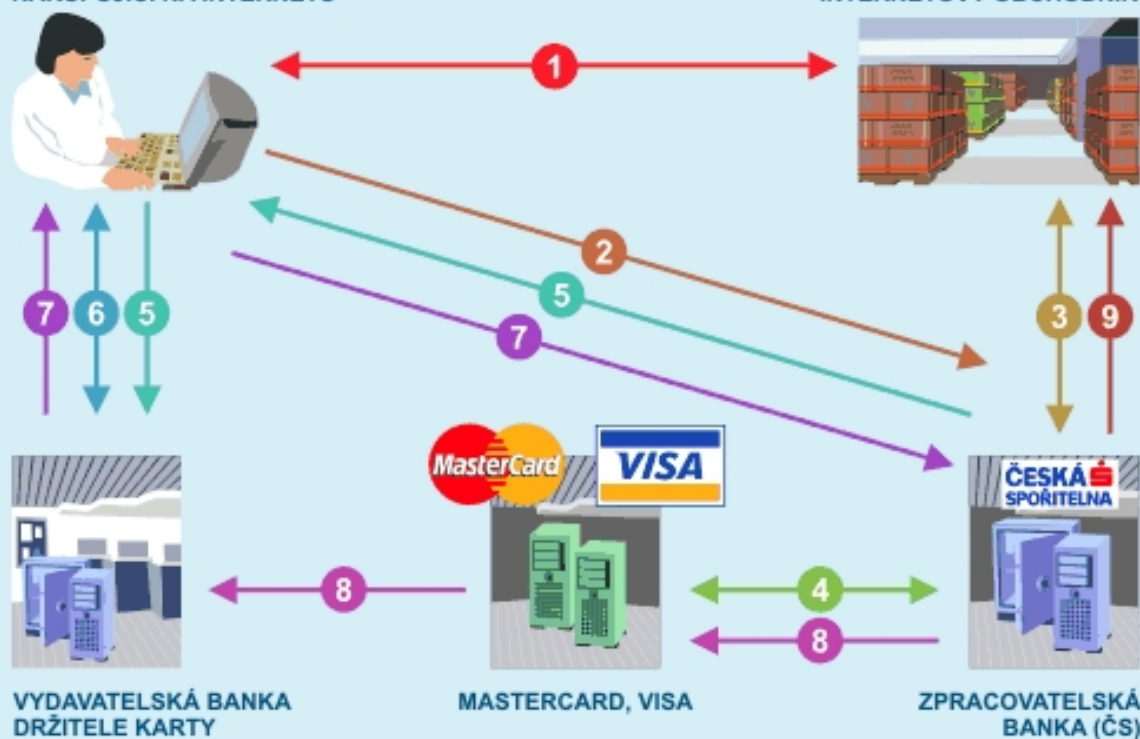 1
2
5
7
7
6
5
3
9
MasterCard
VISA
ČESKÁ
SPOŘITELNA
8
4
8
VYDAVATELSKÁ BANKA
DRŽITELE KARTY
MASTERCARD, VISA
ZPRACOVATELSKÁ
BANKA (ČS)